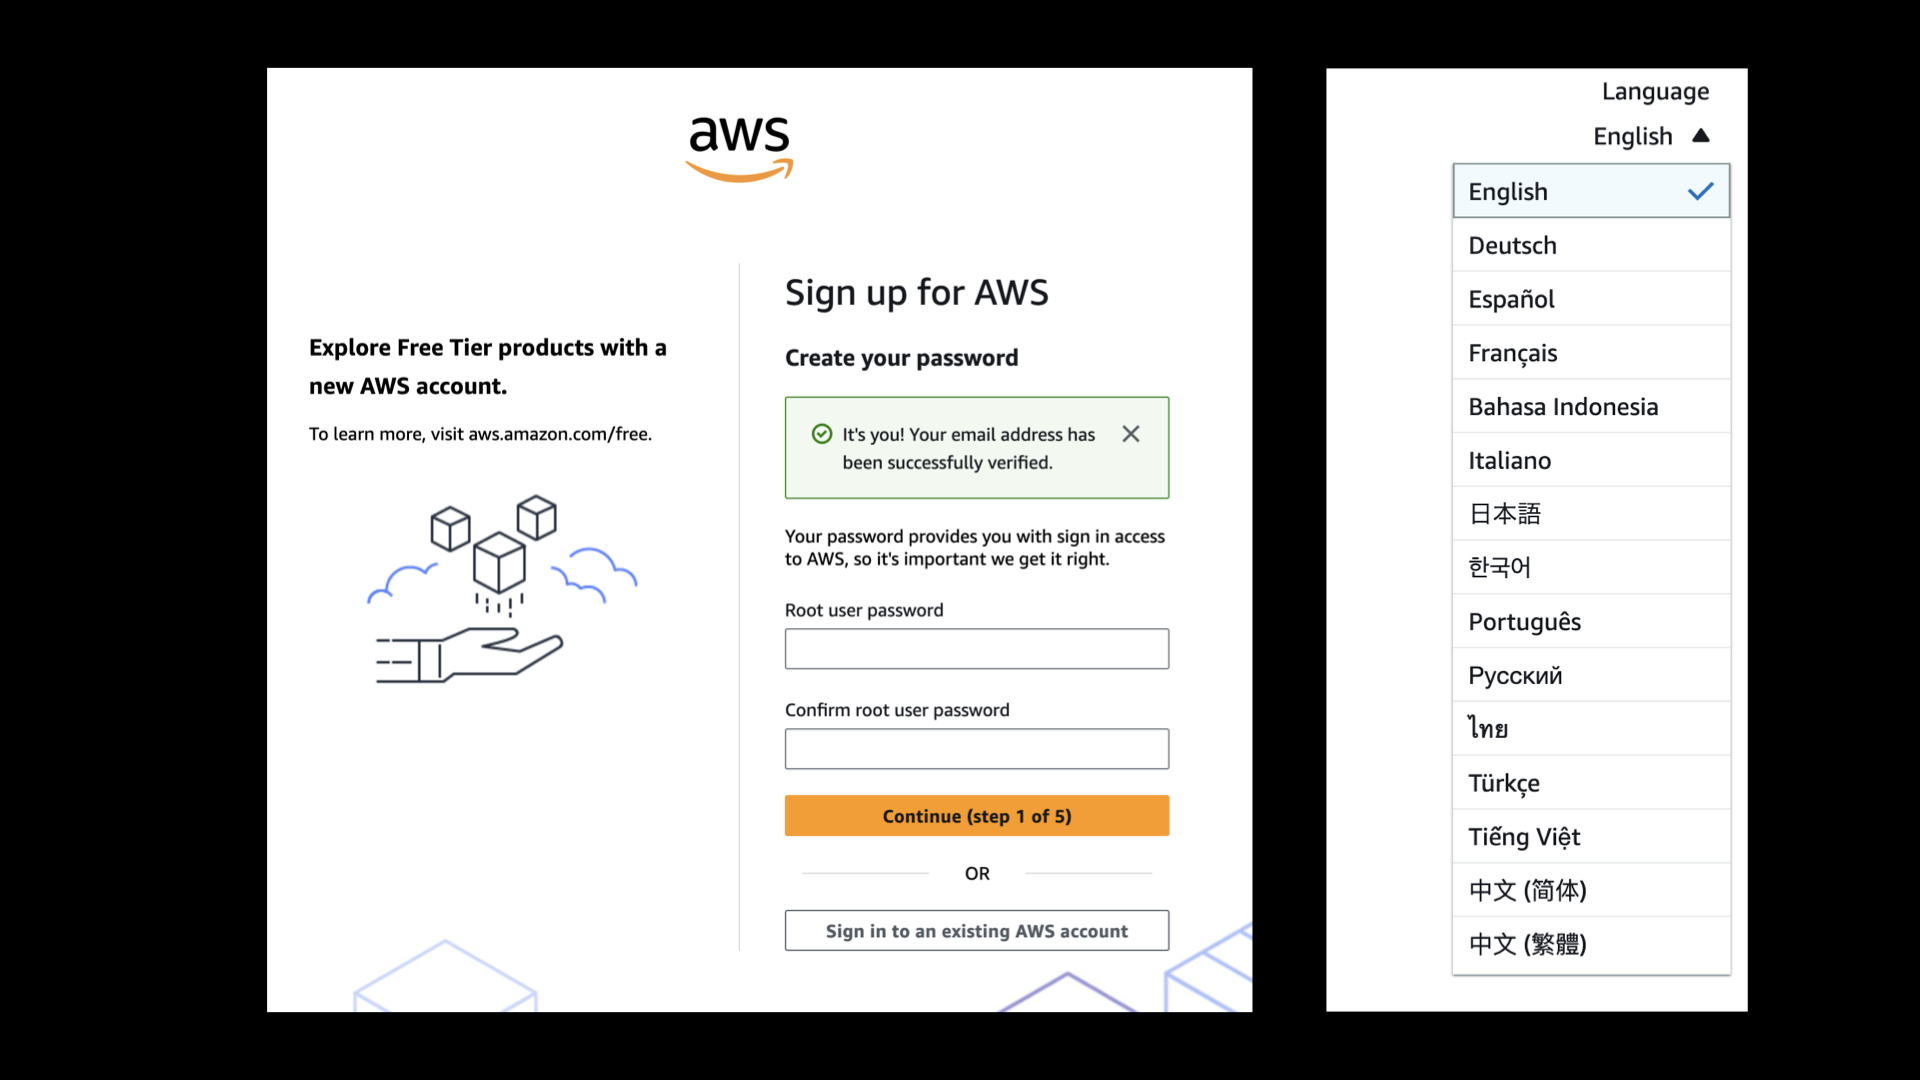 aws
Explore Free Tier products with a
new AWS account.
To learn more, visit aws.amazon.com/free.
Sign up for AWS
Create your password
It's you! Your email address has
been successfully verified.
Your password provides you with sign in access
to AWS, so it's important we get it right.
Root user password
Confirm root user password
Continue (step 1 of 5)
OR
Sign in to an existing AWS account
Language
English
English
Deutsch
Español
Français
Bahasa Indonesia
Italiano
日本語
한국어
Português
Русский
ไทย
Türkçe
Tiếng Việt
中文 (简体)
中文 (繁體)